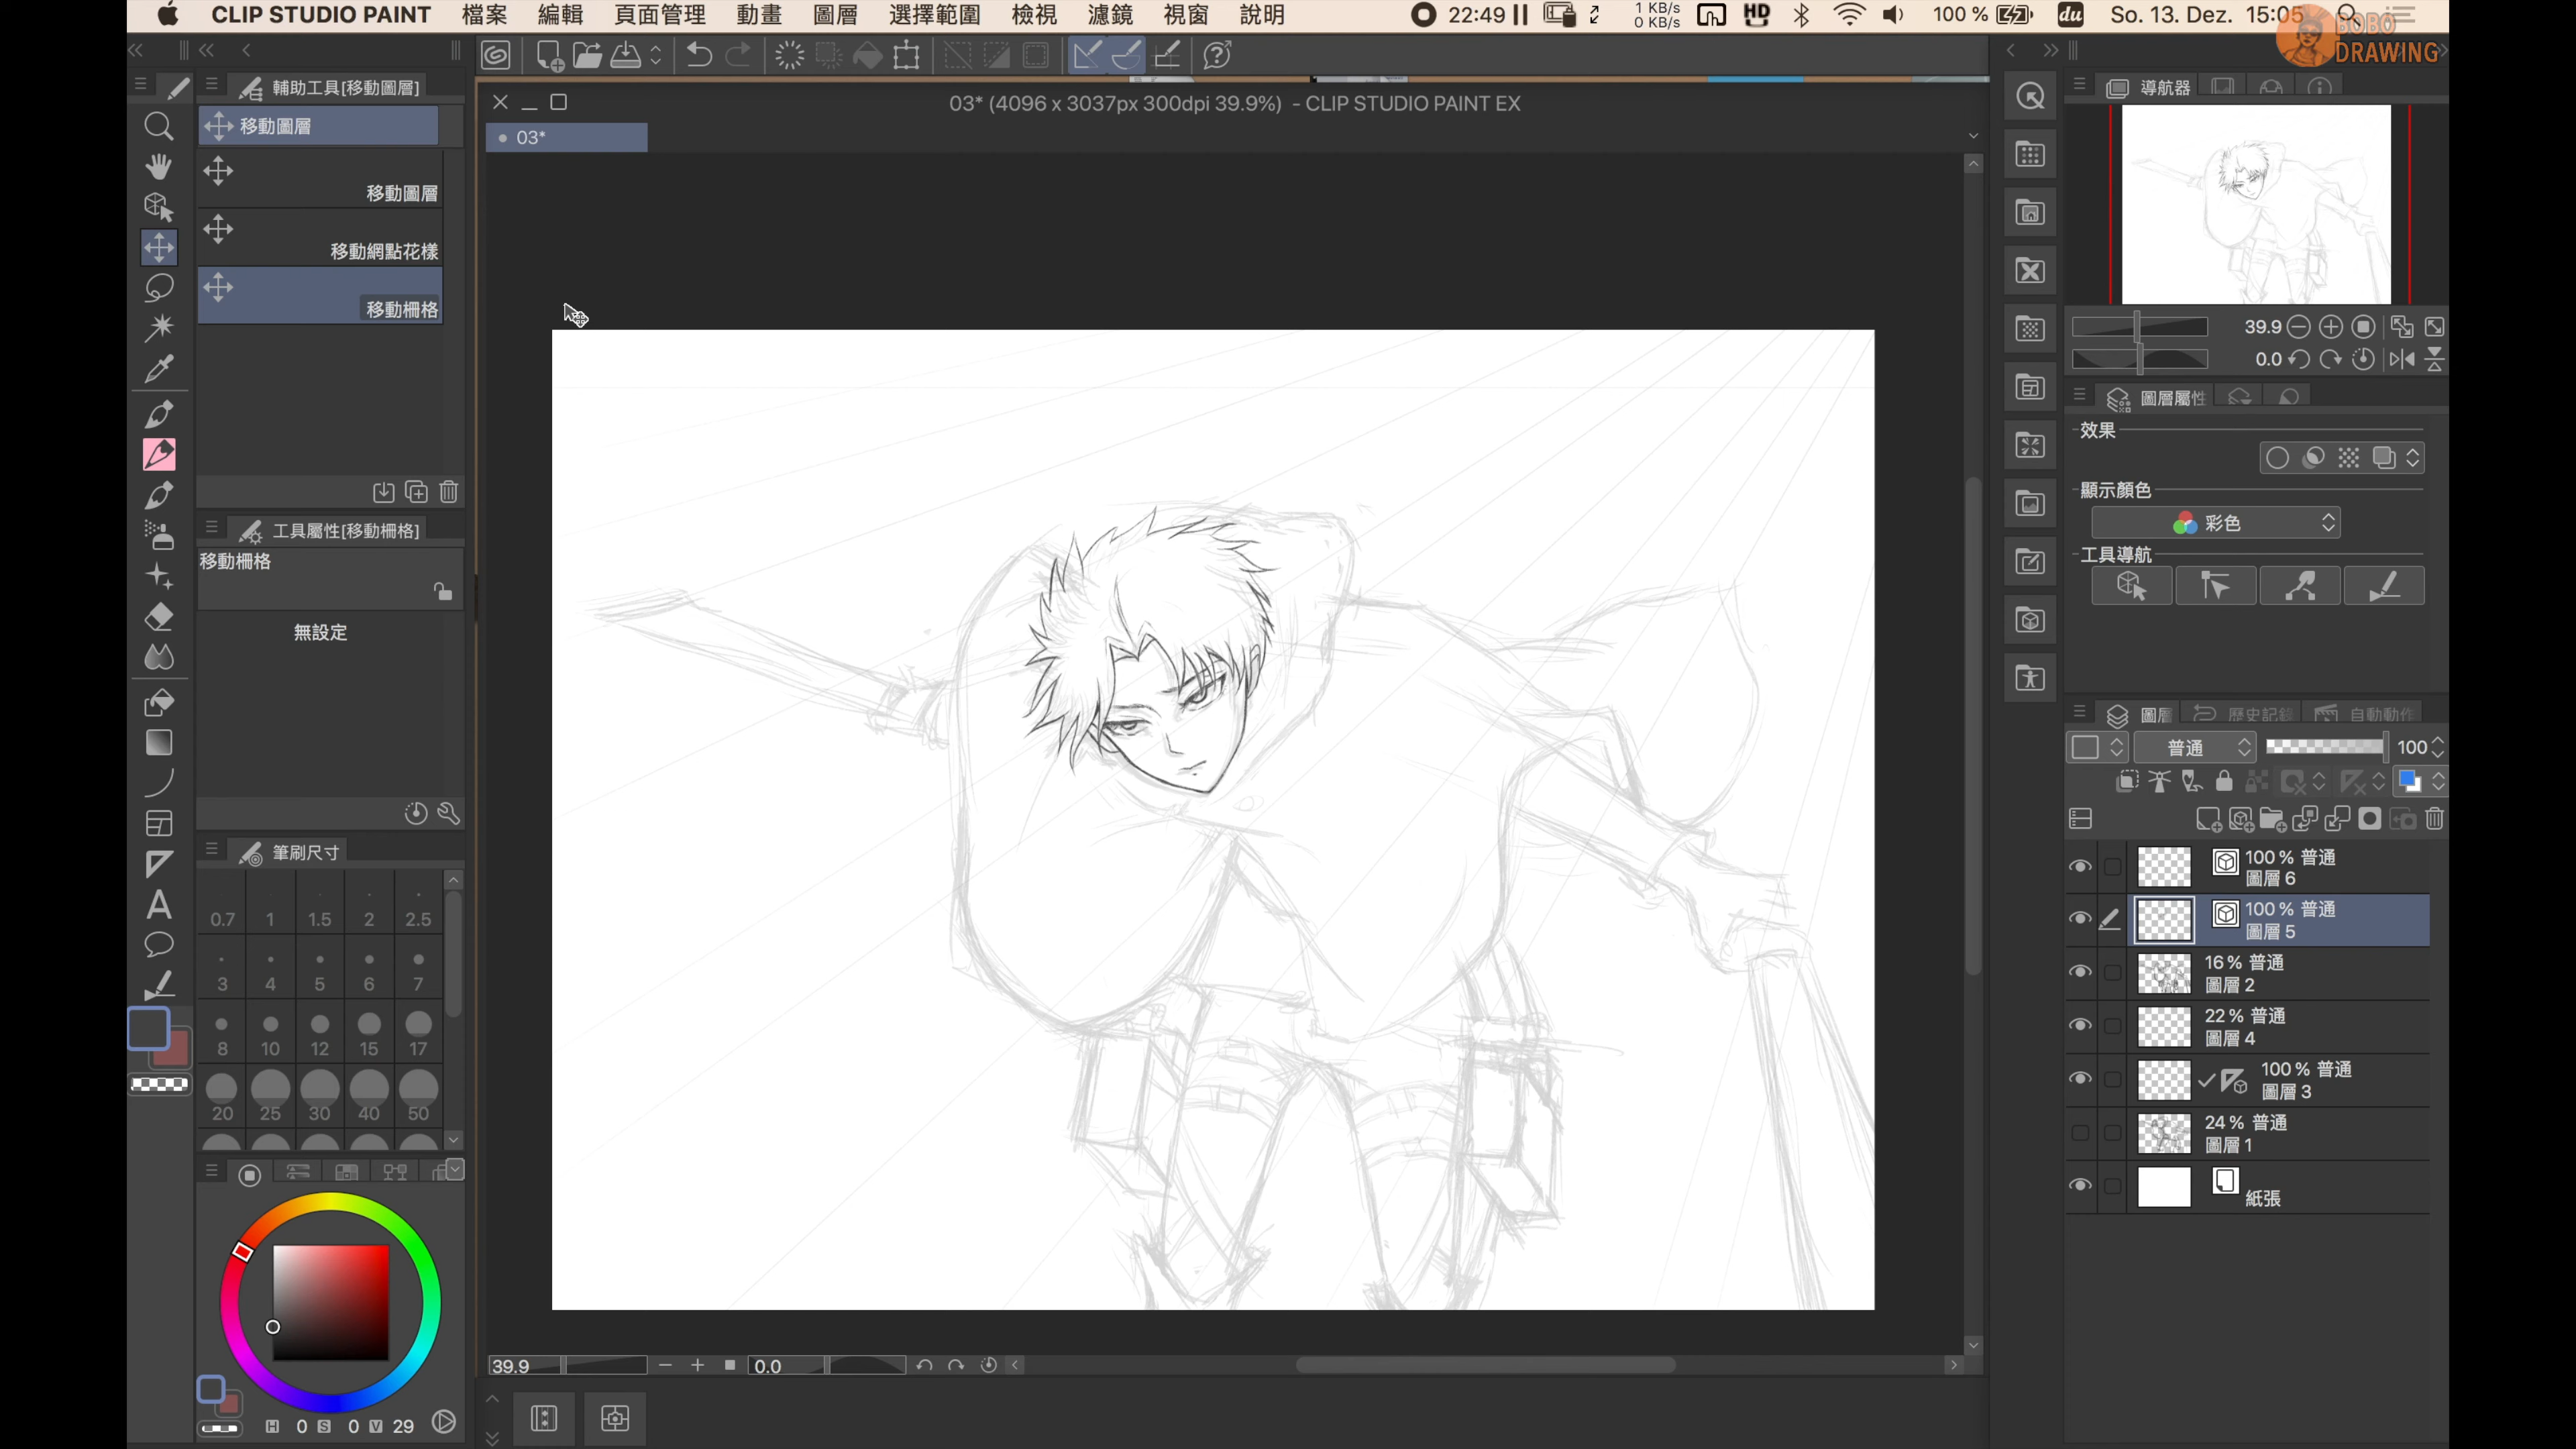 CLIP STUDIO PAINT 檔案 編輯 頁面管理 動畫 圖層 選擇範圍 檢視 濾鏡 視窗 說明 22:49 1 KB/s 0 KB/s HD 100 % du So. 13. Dez. 15:05
BOBO
DRAWING
輔助工具[移動圖層]
移動圖層
移動圖層
移動網點花樣
移動柵格
工具屬性[移動柵格]
移動柵格
無設定
筆刷尺寸
0.7 1 1.5 2 2.5
3 4 5 6 7
8 10 12 15 17
20 25 30 40 50
H 0 S 0 V 29
03* (4096 x 3037px 300dpi 39.9%) - CLIP STUDIO PAINT EX
03*
39.9 0.0
導航器
39.9
0.0
圖層屬性
效果
顯示顏色
彩色
工具導航
圖層 歷史記錄 自動動作
普通 100
100 % 普通
圖層 6
100 % 普通
圖層 5
16 % 普通
圖層 2
22 % 普通
圖層 4
100 % 普通
圖層 3
24 % 普通
圖層 1
紙張